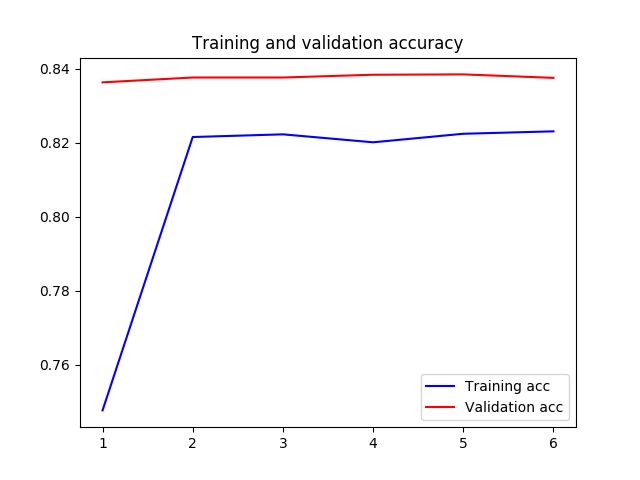 Training and validation accuracy
0.84
0.82
0.80
0.78
0.76
Training acc
Validation acc
1 2 3 4 5 6